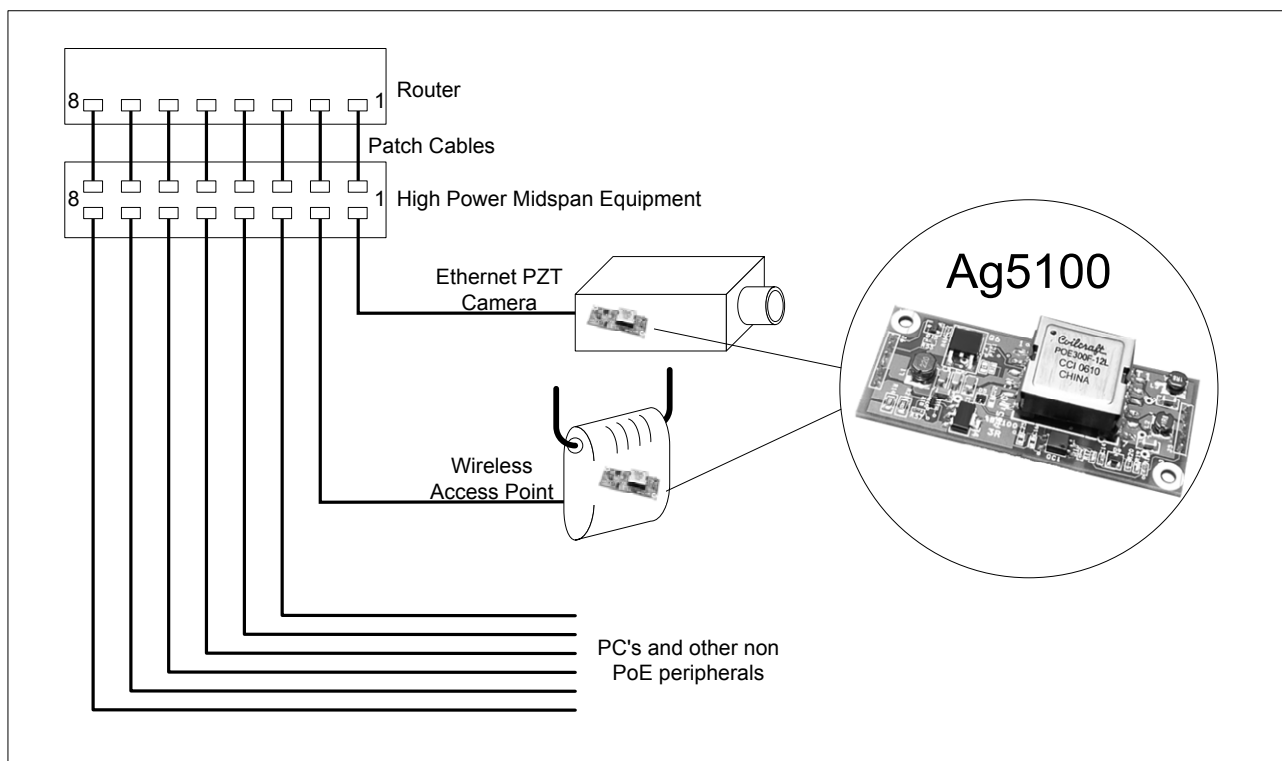 8
1
Router
Patch Cables
8
1
High Power Midspan Equipment
Ethernet PZT
Camera
Wireless
Access Point
PC's and other non
PoE peripherals
Ag5100
Coilcraft
POE300F-12L
CCI 0610
CHINA
3R